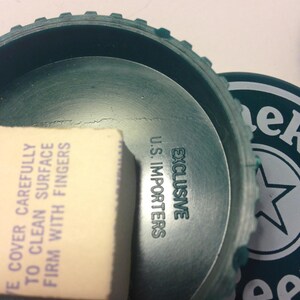 EXCLUSIVE
U.S. IMPORTERS
COVER CAREFULLY
TO CLEAN SURFACE
FIRM WITH FINGERS